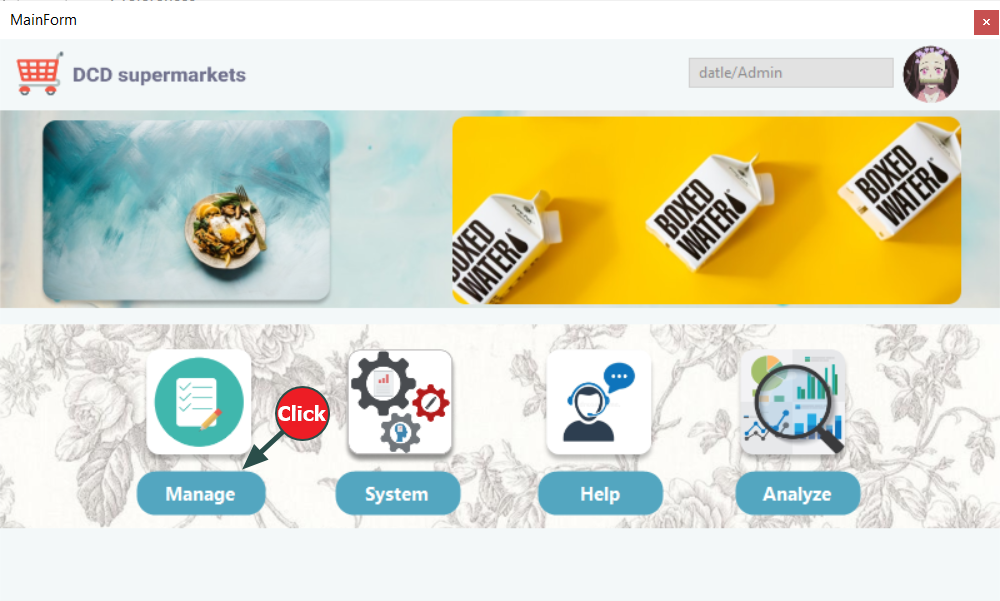 MainForm
DCD supermarkets
datle/Admin
BOXED
WATER
BOXED
WATER
BOXED
WATER
Click
Manage
System
Help
Analyze